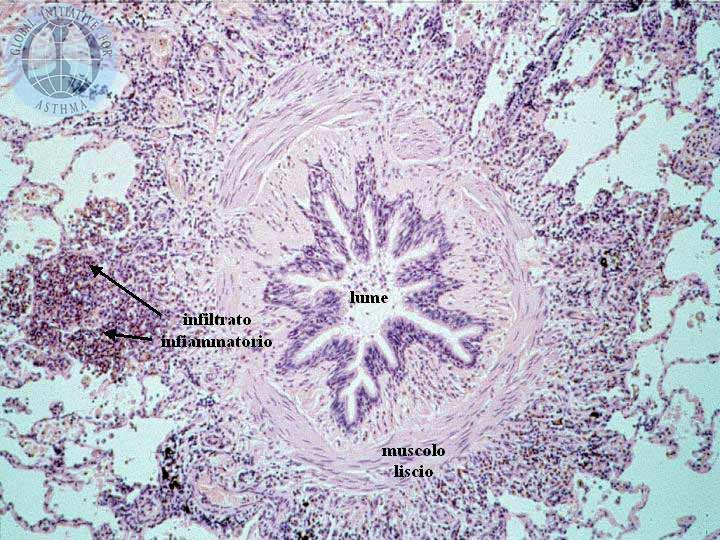 GLOBAL INITIATIVE FOR
ASTHMA
lume
infiltrato
infiammatorio
muscolo
liscio